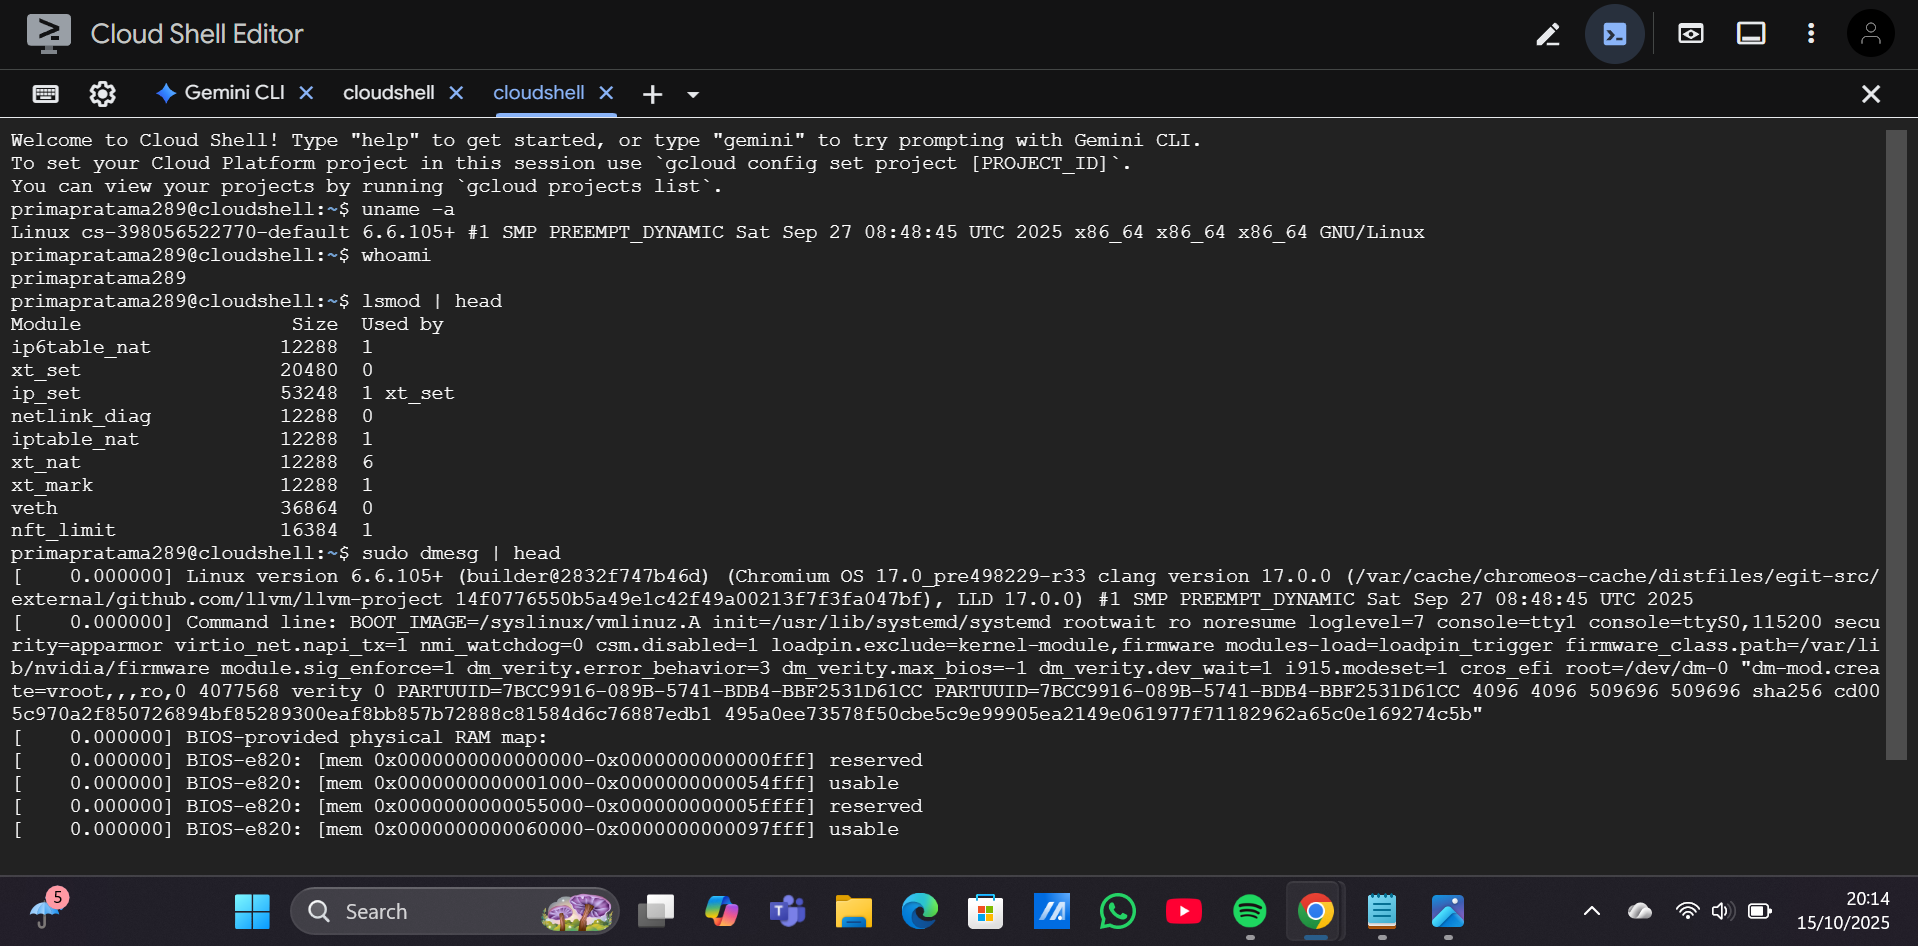 Cloud Shell Editor
Gemini CLI
cloudshell
cloudshell
Welcome to Cloud Shell! Type "help" to get started, or type "gemini" to try prompting with Gemini CLI.
To set your Cloud Platform project in this session use `gcloud config set project [PROJECT_ID]`.
You can view your projects by running `gcloud projects list`.
primapratama289@cloudshell:~$ uname -a
Linux cs-398056522770-default 6.6.105+ #1 SMP PREEMPT_DYNAMIC Sat Sep 27 08:48:45 UTC 2025 x86_64 x86_64 x86_64 GNU/Linux
primapratama289@cloudshell:~$ whoami
primapratama289
primapratama289@cloudshell:~$ lsmod | head
Module                  Size  Used by
ip6table_nat           12288  1
xt_set                 20480  0
ip_set                 53248  1 xt_set
netlink_diag           12288  0
iptable_nat            12288  1
xt_nat                 12288  6
xt_mark                12288  1
veth                   36864  0
nft_limit              16384  1
primapratama289@cloudshell:~$ sudo dmesg | head
[    0.000000] Linux version 6.6.105+ (builder@2832f747b46d) (Chromium OS 17.0_pre498229-r33 clang version 17.0.0 (/var/cache/chromeos-cache/distfiles/egit-src/
external/github.com/llvm/llvm-project 14f0776550b5a49e1c42f49a00213f7f3fa047bf), LLD 17.0.0) #1 SMP PREEMPT_DYNAMIC Sat Sep 27 08:48:45 UTC 2025
[    0.000000] Command line: BOOT_IMAGE=/syslinux/vmlinuz.A init=/usr/lib/systemd/systemd rootwait ro noresume loglevel=7 console=tty1 console=ttyS0,115200 secu
rity=apparmor virtio_net.napi_tx=1 nmi_watchdog=0 csm.disabled=1 loadpin.exclude=kernel-module,firmware modules-load=loadpin_trigger firmware_class.path=/var/li
b/nvidia/firmware module.sig_enforce=1 dm_verity.error_behavior=3 dm_verity.max_bios=-1 dm_verity.dev_wait=1 i915.modeset=1 cros_efi root=/dev/dm-0 "dm-mod.crea
te=vroot,,,ro,0 4077568 verity 0 PARTUUID=7BCC9916-089B-5741-BDB4-BBF2531D61CC PARTUUID=7BCC9916-089B-5741-BDB4-BBF2531D61CC 4096 4096 509696 509696 sha256 cd00
5c970a2f850726894bf85289300eaf8bb857b72888c81584d6c76887edb1 495a0ee73578f50cbe5c9e99905ea2149e061977f71182962a65c0e169274c5b"
[    0.000000] BIOS-provided physical RAM map:
[    0.000000] BIOS-e820: [mem 0x0000000000000000-0x0000000000000fff] reserved
[    0.000000] BIOS-e820: [mem 0x0000000000001000-0x0000000000054fff] usable
[    0.000000] BIOS-e820: [mem 0x0000000000055000-0x000000000005ffff] reserved
[    0.000000] BIOS-e820: [mem 0x0000000000060000-0x0000000000097fff] usable
5
Search
20:14
15/10/2025